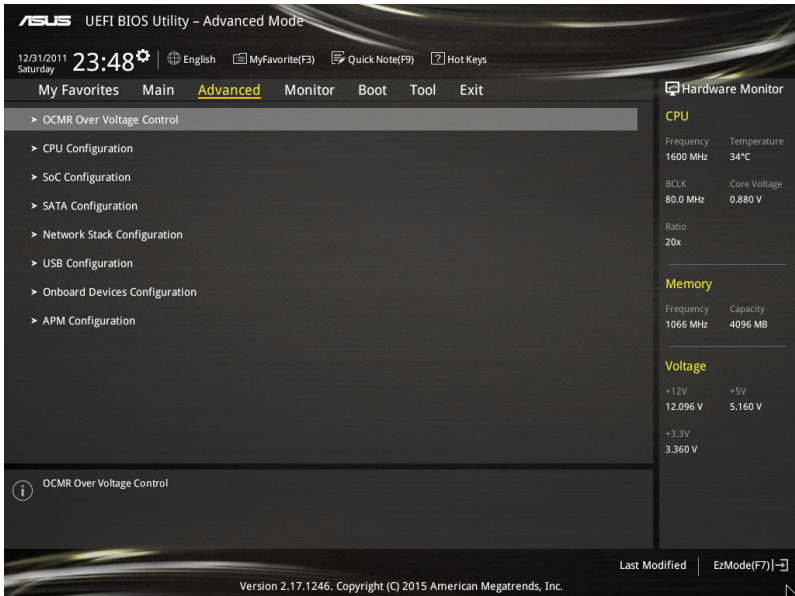 ASUS UEFI BIOS Utility – Advanced Mode
12/31/2011
Saturday
23:48
English MyFavorite(F3) Quick Note(F9) ? Hot Keys
My Favorites Main Advanced Monitor Boot Tool Exit
> OCMR Over Voltage Control
> CPU Configuration
> SoC Configuration
> SATA Configuration
> Network Stack Configuration
> USB Configuration
> Onboard Devices Configuration
> APM Configuration
i OCMR Over Voltage Control
Hardware Monitor
CPU
Frequency Temperature
1600 MHz 34°C
BCLK Core Voltage
80.0 MHz 0.880 V
Ratio
20x
Memory
Frequency Capacity
1066 MHz 4096 MB
Voltage
+12V +5V
12.096 V 5.160 V
+3.3V
3.360 V
Last Modified EzMode(F7)
Version 2.17.1246. Copyright (C) 2015 American Megatrends, Inc.